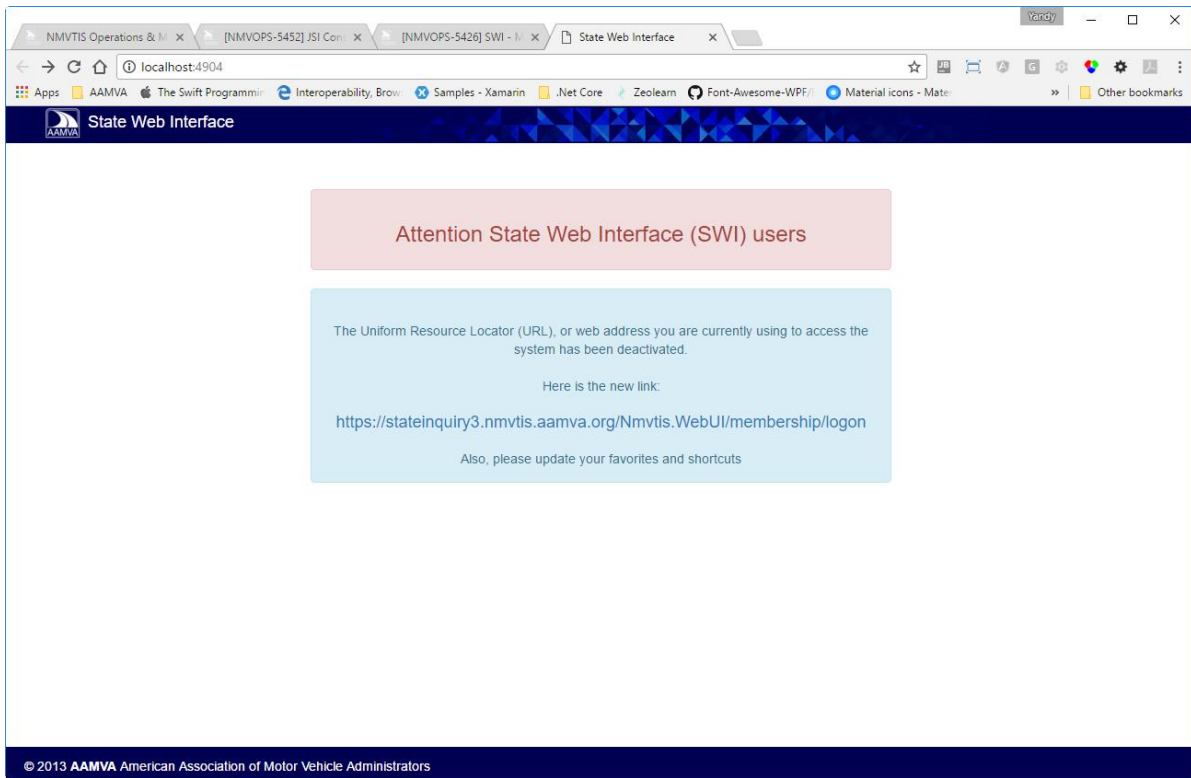 Yandy
NMVTIS Operations & M
[NMVOPS-5452] JSI Con
[NMVOPS-5426] SWI - M
State Web Interface
localhost:4904
Apps
AAMVA
The Swift Programmin
Interoperability, Brow
Samples - Xamarin
.Net Core
Zeolearn
Font-Awesome-WPF/
Material icons - Mate
»
Other bookmarks
AAMVA
State Web Interface
Attention State Web Interface (SWI) users
The Uniform Resource Locator (URL), or web address you are currently using to access the
system has been deactivated.
Here is the new link:
https://stateinquiry3.nmvtis.aamva.org/Nmvtis.WebUI/membership/logon
Also, please update your favorites and shortcuts
© 2013 AAMVA American Association of Motor Vehicle Administrators